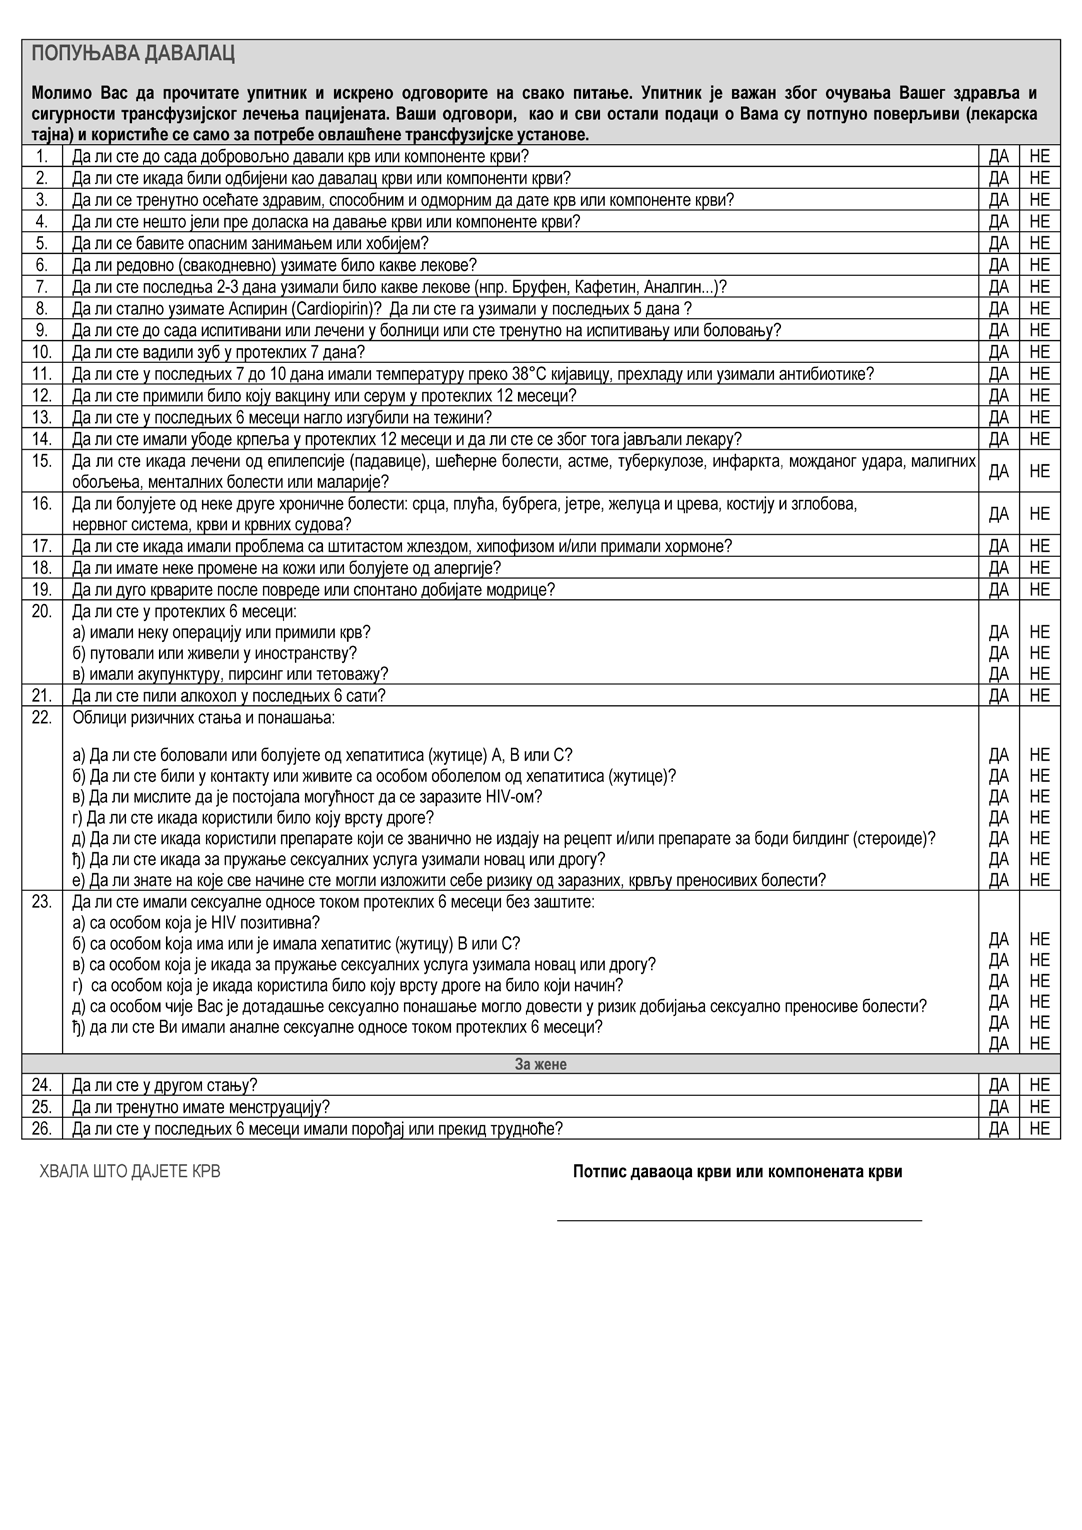 ПОПУЊАВА ДАВАЛАЦ
Молимо Вас да прочитате упитник и искрено одговорите на свако питање. Упитник је важан због очувања Вашег здравља и
сигурности трансфузијског лечења пацијената. Ваши одговори, као и сви остали подаци о Вама су потпуно поверљиви (лекарска
тајна) и користиће се само за потребе овлашћене трансфузијске установе.
1. Да ли сте до сада добровољно давали крв или компоненте крви? ДА НЕ
2. Да ли сте икада били одбијени као давалац крви или компоненти крви? ДА НЕ
3. Да ли се тренутно осећате здравим, способним и одморним да дате крв или компоненте крви? ДА НЕ
4. Да ли сте нешто јели пре доласка на давање крви или компоненте крви? ДА НЕ
5. Да ли се бавите опасним занимањем или хобијем? ДА НЕ
6. Да ли редовно (свакодневно) узимате било какве лекове? ДА НЕ
7. Да ли сте последња 2-3 дана узимали било какве лекове (нпр. Бруфен, Кафетин, Аналгин...)? ДА НЕ
8. Да ли стално узимате Аспирин (Cardiopirin)? Да ли сте га узимали у последњих 5 дана ? ДА НЕ
9. Да ли сте до сада испитивани или лечени у болници или сте тренутно на испитивању или боловању? ДА НЕ
10. Да ли сте вадили зуб у протеклих 7 дана? ДА НЕ
11. Да ли сте у последњих 7 до 10 дана имали температуру преко 38°C кијавицу, прехладу или узимали антибиотике? ДА НЕ
12. Да ли сте примили било коју вакцину или серум у протеклих 12 месеци? ДА НЕ
13. Да ли сте у последњих 6 месеци нагло изгубили на тежини? ДА НЕ
14. Да ли сте имали убоде крпеља у протеклих 12 месеци и да ли сте се због тога јављали лекару? ДА НЕ
15. Да ли сте икада лечени од епилепсије (падавице), шећерне болести, астме, туберкулозе, инфаркта, можданог удара, малигних
обољења, менталних болести или маларије? ДА НЕ
16. Да ли болујете од неке друге хроничне болести: срца, плућа, бубрега, јетре, желуца и црева, костију и зглобова,
нервног система, крви и крвних судова? ДА НЕ
17. Да ли сте икада имали проблема са штитастом жлездом, хипофизом и/или примали хормоне? ДА НЕ
18. Да ли имате неке промене на кожи или болујете од алергије? ДА НЕ
19. Да ли дуго крварите после повреде или спонтано добијате модрице? ДА НЕ
20. Да ли сте у протеклих 6 месеци:
а) имали неку операцију или примили крв? ДА НЕ
б) путовали или живели у иностранству? ДА НЕ
в) имали акупунктуру, пирсинг или тетоважу? ДА НЕ
21. Да ли сте пили алкохол у последњих 6 сати? ДА НЕ
22. Облици ризичних стања и понашања:
а) Да ли сте боловали или болујете од хепатитиса (жутице) А, В или С? ДА НЕ
б) Да ли сте били у контакту или живите са особом оболелом од хепатитиса (жутице)? ДА НЕ
в) Да ли мислите да је постојала могућност да се заразите HIV-ом? ДА НЕ
г) Да ли сте икада користили било коју врсту дроге? ДА НЕ
д) Да ли сте икада користили препарате који се званично не издају на рецепт и/или препарате за боди билдинг (стероиде)? ДА НЕ
ђ) Да ли сте икада за пружање сексуалних услуга узимали новац или дрогу? ДА НЕ
е) Да ли знате на које све начине сте могли изложити себе ризику од заразних, крвљу преносивих болести? ДА НЕ
23. Да ли сте имали сексуалне односе током протеклих 6 месеци без заштите:
а) са особом која је HIV позитивна? ДА НЕ
б) са особом која има или је имала хепатитис (жутицу) В или С? ДА НЕ
в) са особом која је икада за пружање сексуалних услуга узимала новац или дрогу? ДА НЕ
г) са особом која је икада користила било коју врсту дроге на било који начин? ДА НЕ
д) са особом чије Вас је дотадашње сексуално понашање могло довести у ризик добијања сексуално преносиве болести? ДА НЕ
ђ) да ли сте Ви имали аналне сексуалне односе током протеклих 6 месеци? ДА НЕ
За жене
24. Да ли сте у другом стању? ДА НЕ
25. Да ли тренутно имате менструацију? ДА НЕ
26. Да ли сте у последњих 6 месеци имали порођај или прекид трудноће? ДА НЕ
ХВАЛА ШТО ДАЈЕТЕ КРВ
Потпис даваоца крви или компонената крви